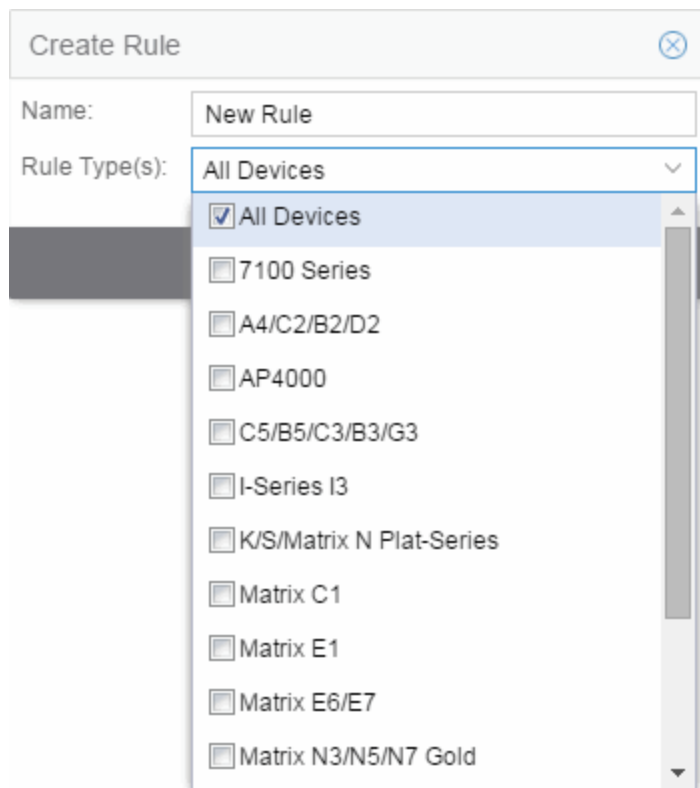 Create Rule
Name:
New Rule
Rule Type(s):
All Devices
All Devices
7100 Series
A4/C2/B2/D2
AP4000
C5/B5/C3/B3/G3
I-Series I3
K/S/Matrix N Plat-Series
Matrix C1
Matrix E1
Matrix E6/E7
Matrix N3/N5/N7 Gold